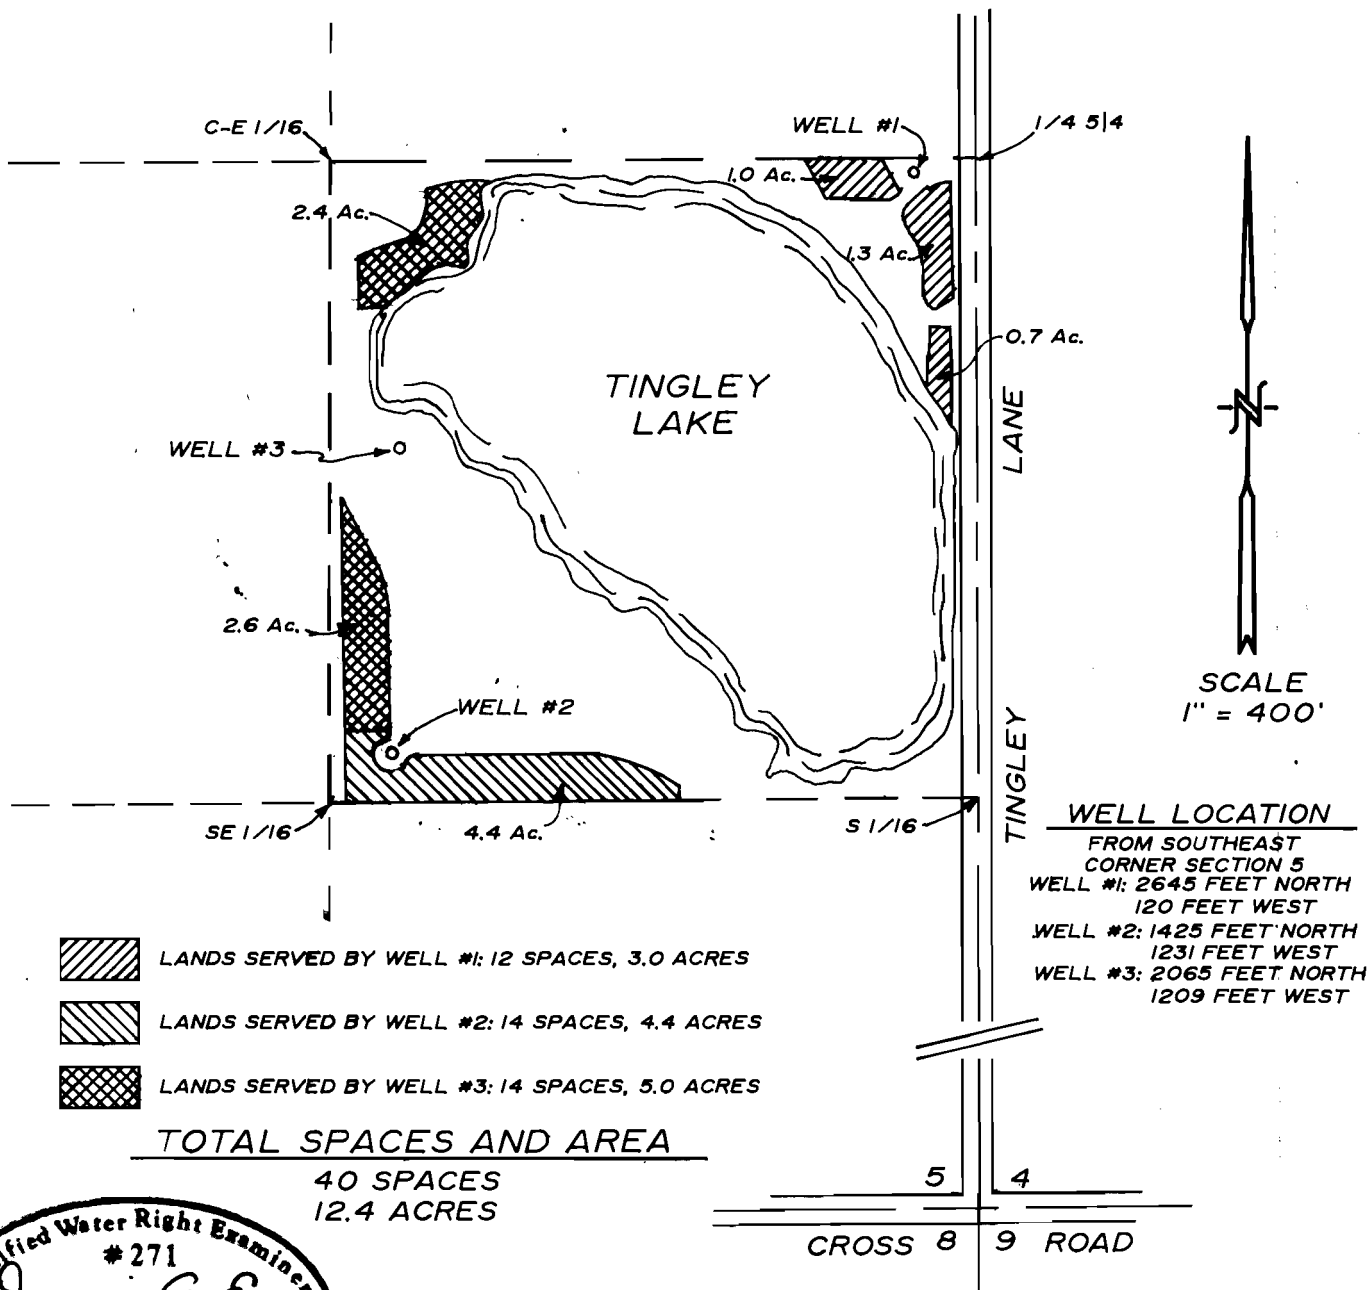 C-E 1/16
WELL #1
1/4 5|4
1.0 Ac.
2.4 Ac.
1.3 Ac.
0.7 Ac.
TINGLEY
LAKE
WELL #3
LANE
N
2.6 Ac.
WELL #2
SCALE
1" = 400'
TINGLEY
SE 1/16
4.4 Ac.
S 1/16
WELL LOCATION
FROM SOUTHEAST
CORNER SECTION 5
WELL #1: 2645 FEET NORTH
120 FEET WEST
WELL #2: 1425 FEET NORTH
1231 FEET WEST
WELL #3: 2065 FEET NORTH
1209 FEET WEST
LANDS SERVED BY WELL #1: 12 SPACES, 3.0 ACRES
LANDS SERVED BY WELL #2: 14 SPACES, 4.4 ACRES
LANDS SERVED BY WELL #3: 14 SPACES, 5.0 ACRES
TOTAL SPACES AND AREA
40 SPACES
12.4 ACRES
5 4
CROSS 8 9 ROAD
ified Water Right Examiner
#271